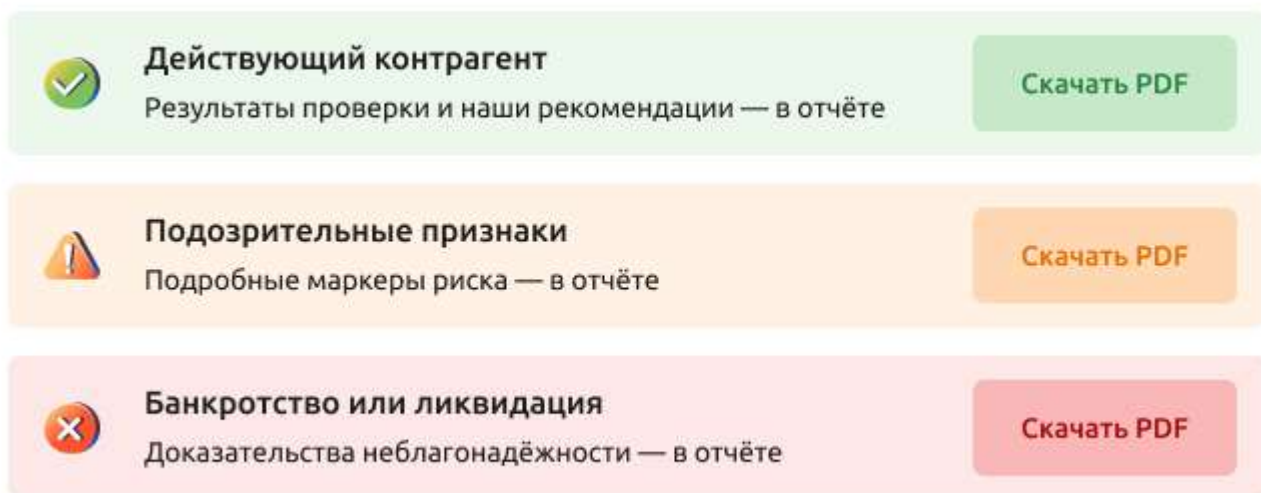 Действующий контрагент
Результаты проверки и наши рекомендации — в отчёте
Скачать PDF
Подозрительные признаки
Подробные маркеры риска — в отчёте
Скачать PDF
Банкротство или ликвидация
Доказательства неблагонадёжности — в отчёте
Скачать PDF